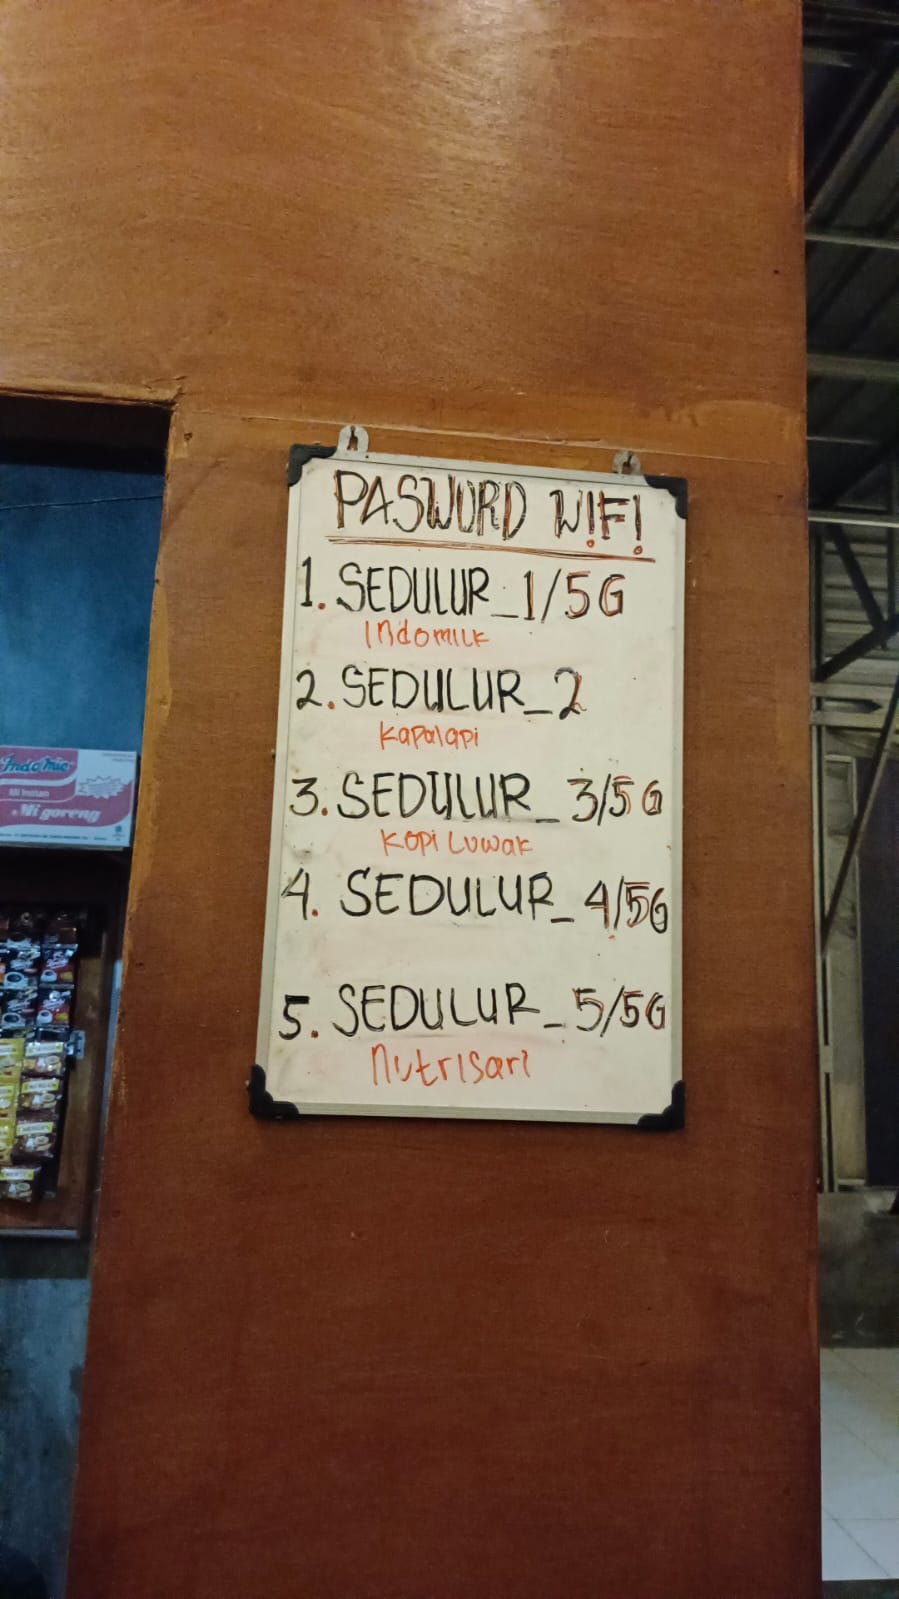 PASWORD WIFI
1. SEDULUR_1/5G
Indomilk
2. SEDULUR_2
Kapalapi
3. SEDULUR_3/5G
Kopi Luwak
4. SEDULUR_4/5G
5. SEDULUR_5/5G
Nutrisari
Indomie
Mi Instan
Mi goreng